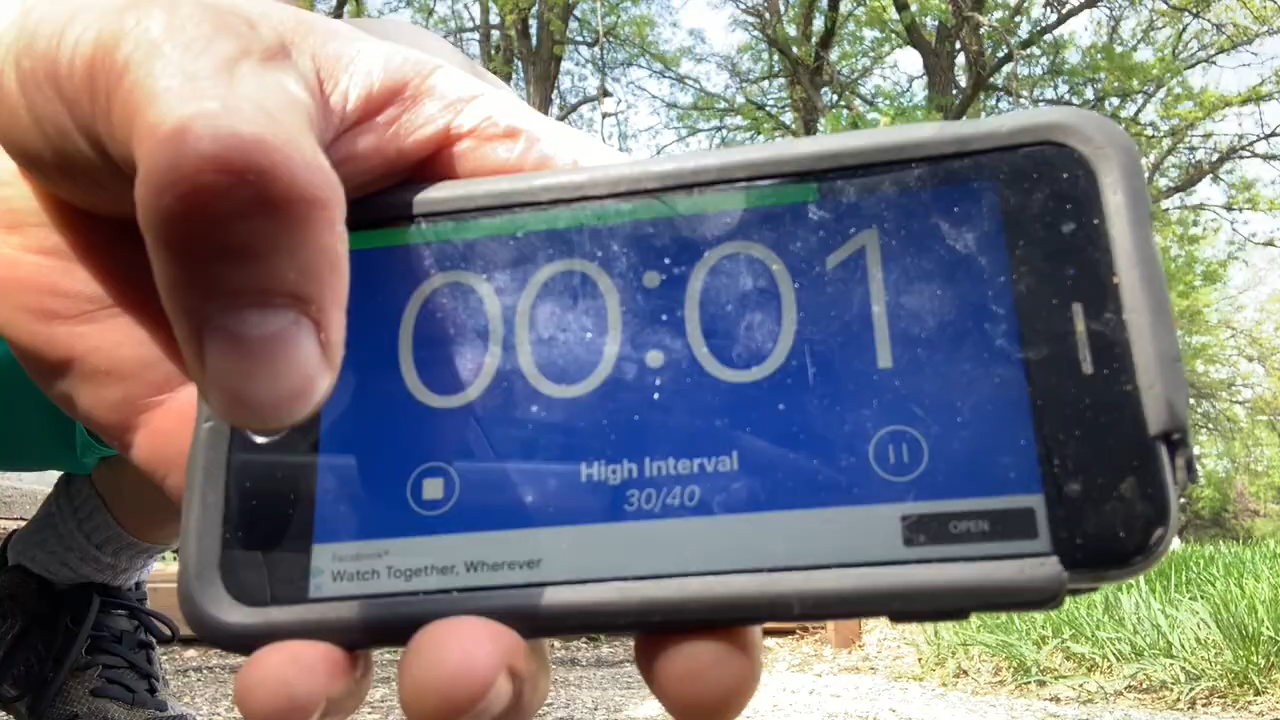 00:01
High Interval
30/40
Facebook®
Watch Together, Wherever
OPEN